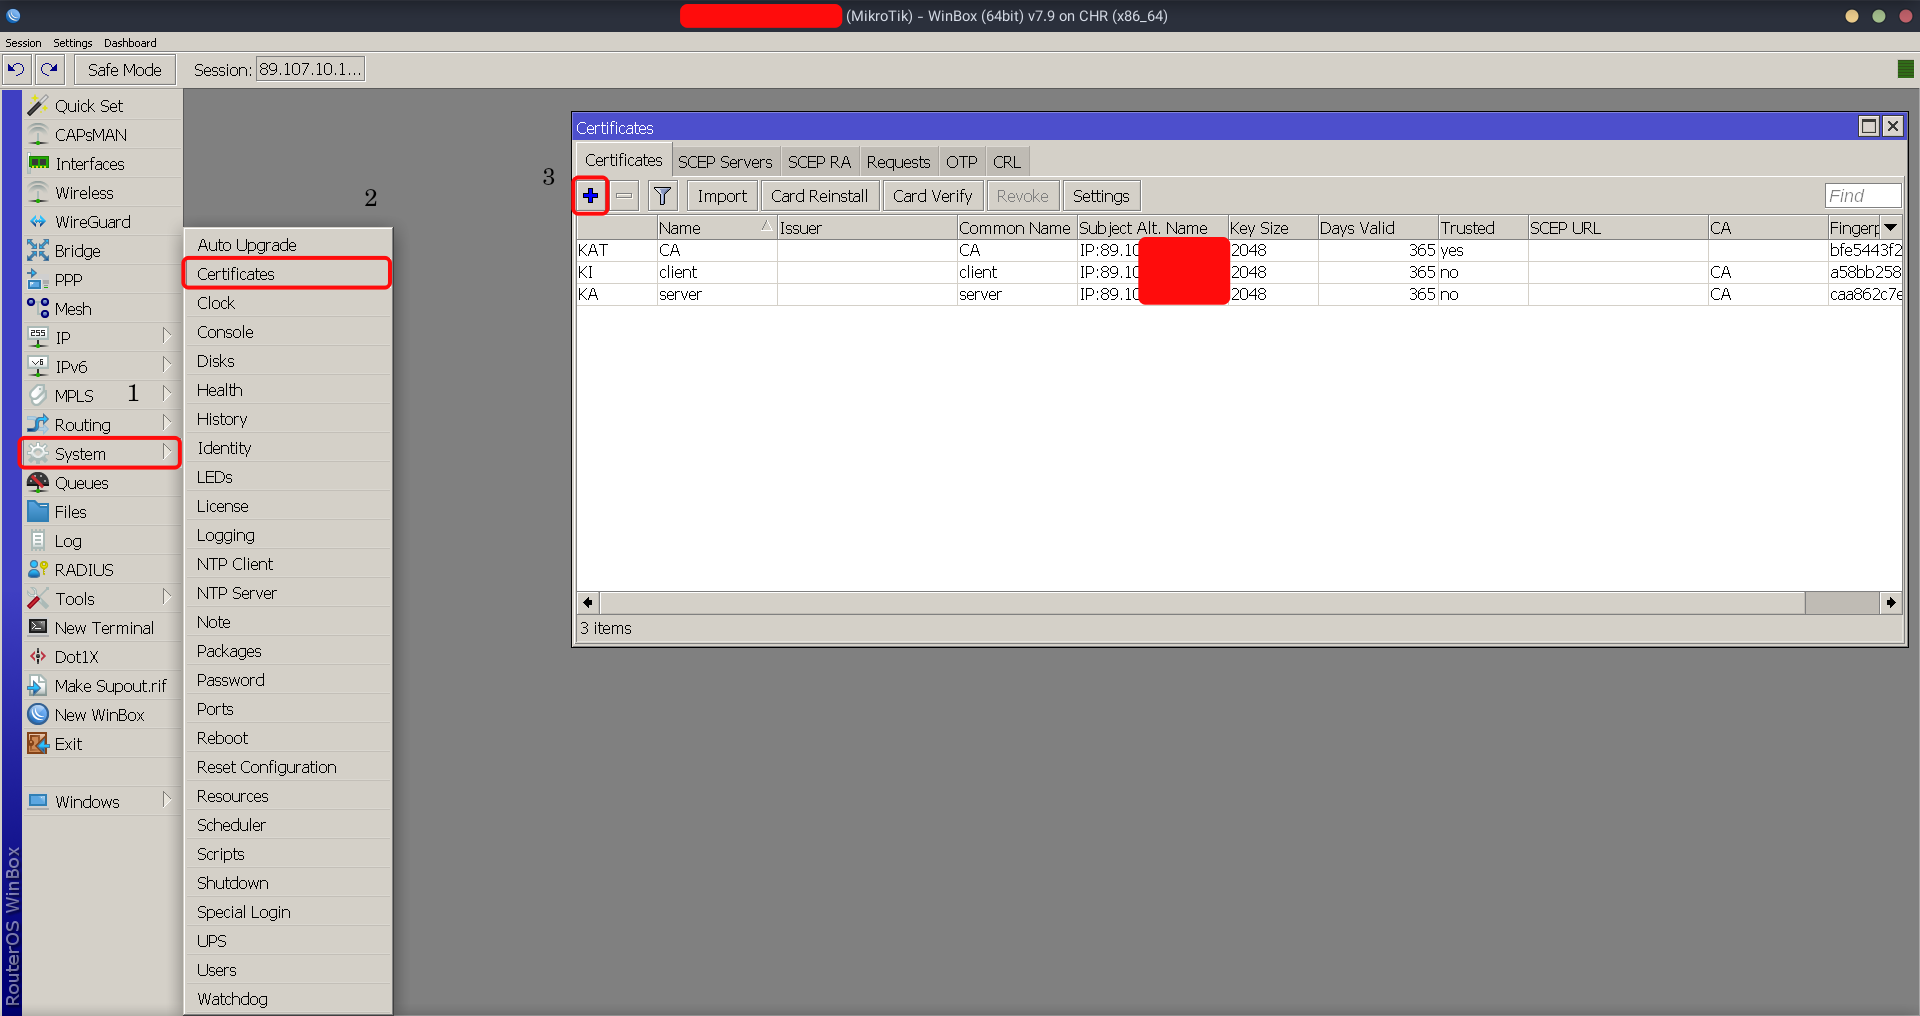 (MikroTik) - WinBox (64bit) v7.9 on CHR (x86_64)
Session Settings Dashboard
Safe Mode Session: 89.107.10.1...
Quick Set
CAPsMAN
Interfaces
Wireless
WireGuard
Bridge
PPP
Mesh
255 IP
v6 IPv6
MPLS 1
Routing
System
Queues
Files
Log
RADIUS
Tools
New Terminal
Dot1X
Make Supout.rif
New WinBox
Exit
Windows
RouterOS WinBox
2
Auto Upgrade
Certificates
Clock
Console
Disks
Health
History
Identity
LEDs
License
Logging
NTP Client
NTP Server
Note
Packages
Password
Ports
Reboot
Reset Configuration
Resources
Scheduler
Scripts
Shutdown
Special Login
UPS
Users
Watchdog
3
Certificates
Certificates SCEP Servers SCEP RA Requests OTP CRL
Import Card Reinstall Card Verify Revoke Settings Find
Name Issuer Common Name Subject Alt. Name Key Size Days Valid Trusted SCEP URL CA Fingerp
KAT CA CA IP:89.10 2048 365 yes bfe5443f2
KI client client IP:89.10 2048 365 no CA a58bb258
KA server server IP:89.10 2048 365 no CA caa862c7e
3 items